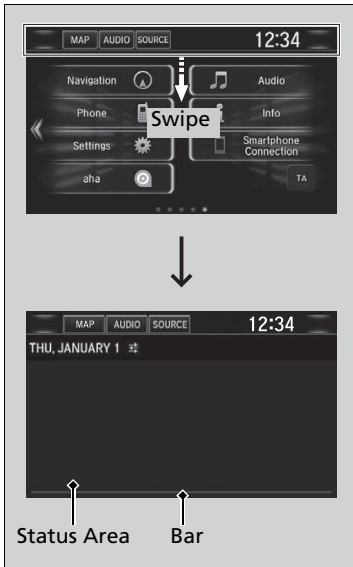 MAP AUDIO SOURCE 12:34
Navigation Audio
Phone Info
Swipe
Settings Smartphone
Connection
aha TA
MAP AUDIO SOURCE 12:34
THU, JANUARY 1
Status Area Bar